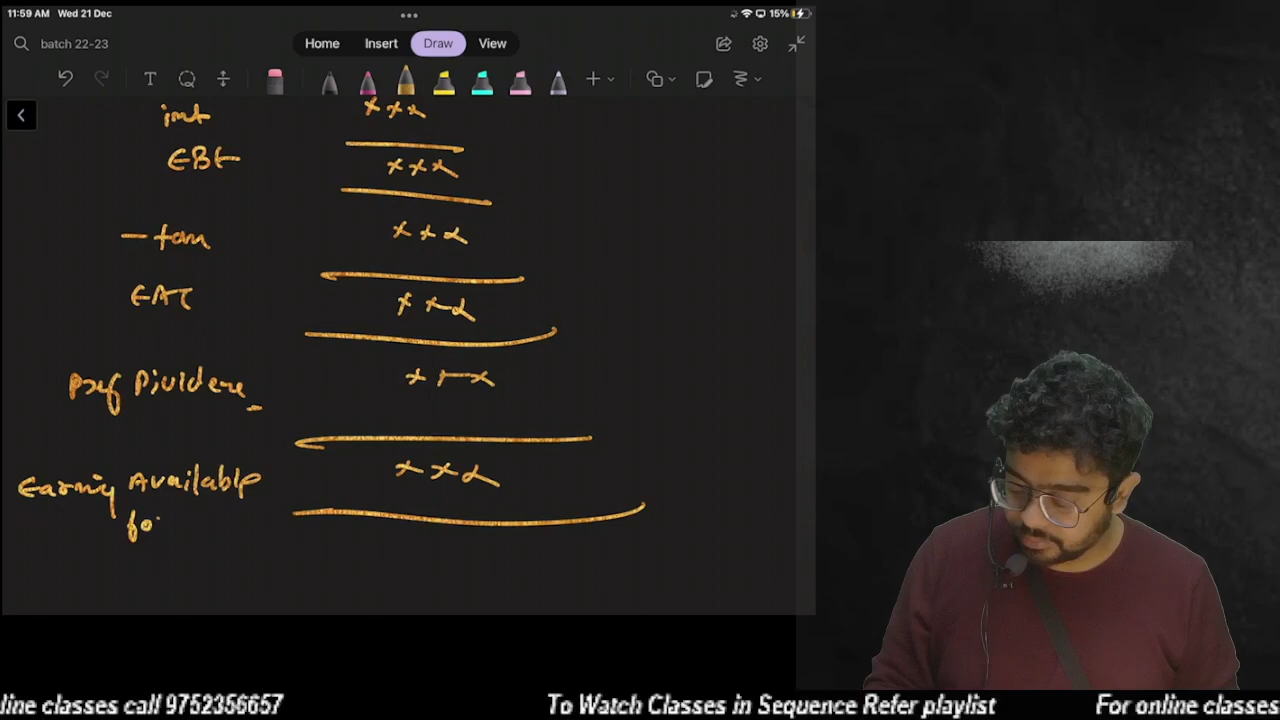 11:59 AM Wed 21 Dec
15%
batch 22-23
Home Insert Draw View
int xxx
EBT xxx
- tax xxx
EAT xxx
Pref Dividend xxx
Earning Available xxx
fo
line classes call 9752356657 To Watch Classes in Sequence Refer playlist For online classes